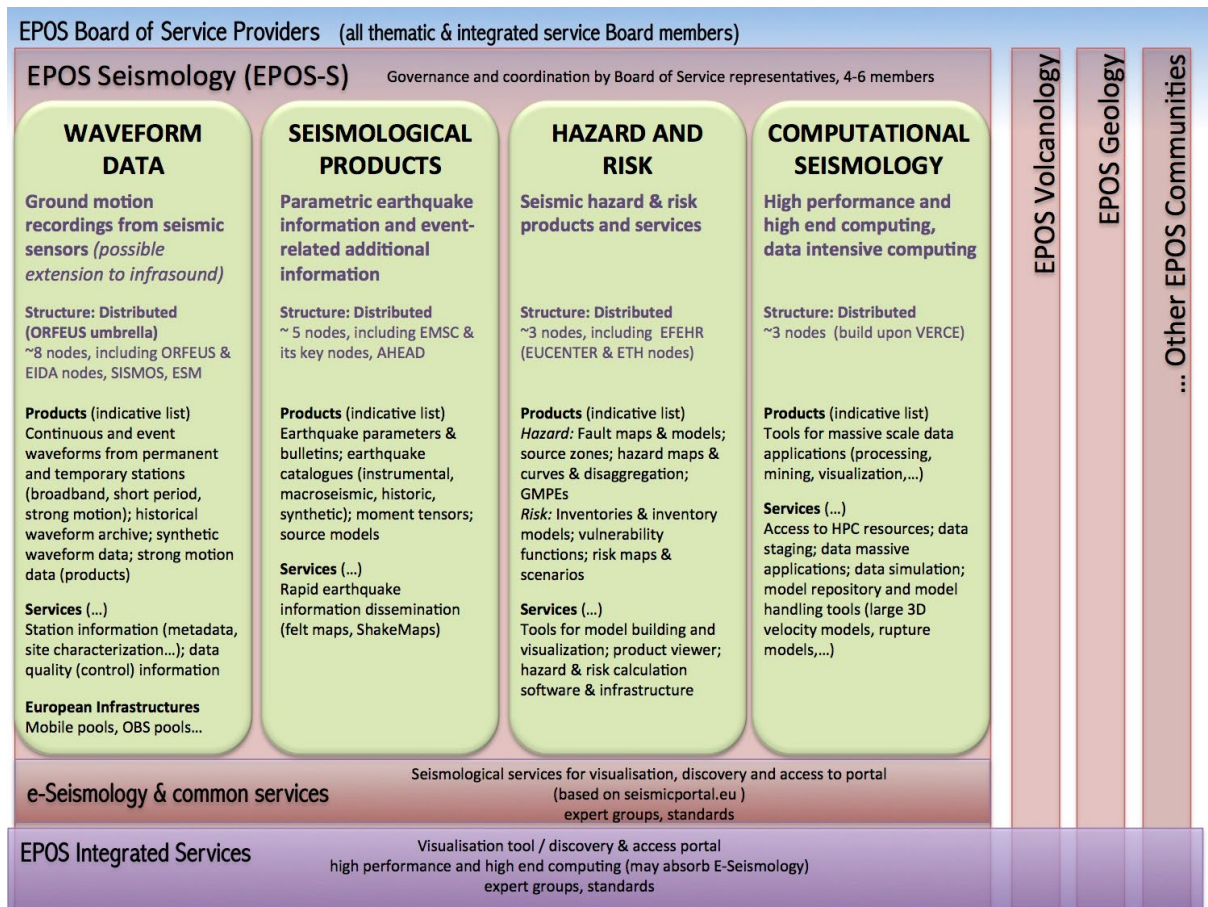 EPOS Board of Service Providers (all thematic & integrated service Board members)
EPOS Seismology (EPOS-S) Governance and coordination by Board of Service representatives, 4-6 members
WAVEFORM
DATA
Ground motion
recordings from seismic
sensors (possible
extension to infrasound)
Structure: Distributed
(ORFEUS umbrella)
~8 nodes, including ORFEUS &
EIDA nodes, SISMOS, ESM
Products (indicative list)
Continuous and event
waveforms from permanent
and temporary stations
(broadband, short period,
strong motion); historical
waveform archive; synthetic
waveform data; strong motion
data (products)
Services (...)
Station information (metadata,
site characterization...); data
quality (control) information
European Infrastructures
Mobile pools, OBS pools...
SEISMOLOGICAL
PRODUCTS
Parametric earthquake
information and event-
related additional
information
Structure: Distributed
~ 5 nodes, including EMSC &
its key nodes, AHEAD
Products (indicative list)
Earthquake parameters &
bulletins; earthquake
catalogues (instrumental,
macroseismic, historic,
synthetic); moment tensors;
source models
Services (...)
Rapid earthquake
information dissemination
(felt maps, ShakeMaps)
HAZARD AND
RISK
Seismic hazard & risk
products and services
Structure: Distributed
~3 nodes, including EFEHR
(EUCENTER & ETH nodes)
Products (indicative list)
Hazard: Fault maps & models;
source zones; hazard maps &
curves & disaggregation;
GMPEs
Risk: Inventories & inventory
models; vulnerability
functions; risk maps &
scenarios
Services (...)
Tools for model building and
visualization; product viewer;
hazard & risk calculation
software & infrastructure
COMPUTATIONAL
SEISMOLOGY
High performance and
high end computing,
data intensive computing
Structure: Distributed
~3 nodes (build upon VERCE)
Products (indicative list)
Tools for massive scale data
applications (processing,
mining, visualization,...)
Services (...)
Access to HPC resources; data
staging; data massive
applications; data simulation;
model repository and model
handling tools (large 3D
velocity models, rupture
models,...)
EPOS Volcanology
EPOS Geology
... Other EPOS Communities
e-Seismology & common services
Seismological services for visualisation, discovery and access to portal
(based on seismicportal.eu )
expert groups, standards
EPOS Integrated Services
Visualisation tool / discovery & access portal
high performance and high end computing (may absorb E-Seismology)
expert groups, standards